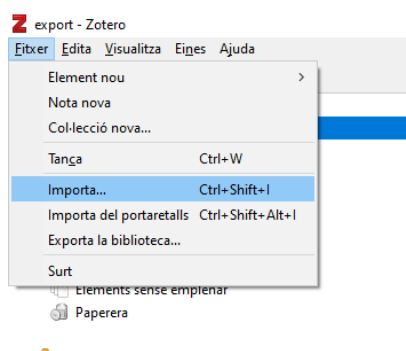 export - Zotero
Fitxer Edita Visualitza Eines Ajuda
Element nou
Nota nova
Col·lecció nova...
Tanca Ctrl+W
Importa... Ctrl+Shift+I
Importa del portaretalls Ctrl+Shift+Alt+I
Exporta la biblioteca...
Surt
Elements sense emplenar
Paperera